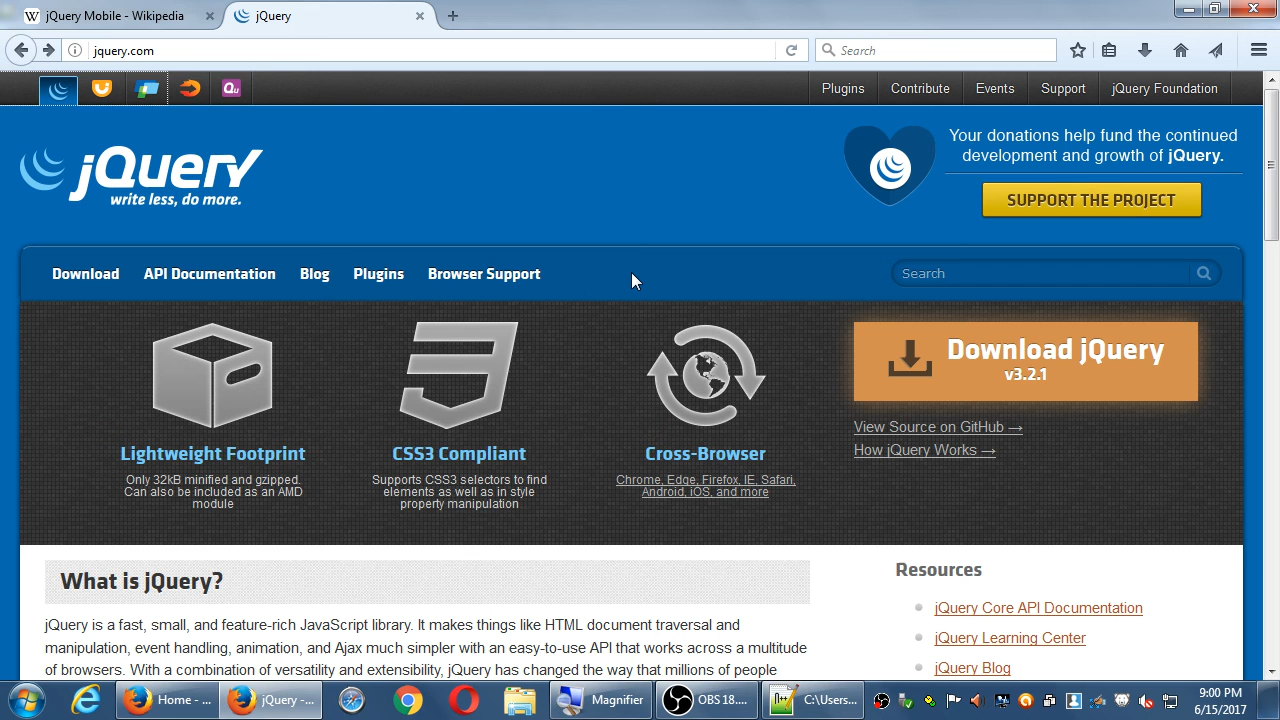 jQuery Mobile - Wikipedia
jQuery
jquery.com
Search
Plugins
Contribute
Events
Support
jQuery Foundation
jQuery
write less, do more.
Your donations help fund the continued
development and growth of jQuery.
SUPPORT THE PROJECT
Download
API Documentation
Blog
Plugins
Browser Support
Search
Lightweight Footprint
Only 32kB minified and gzipped.
Can also be included as an AMD
module
CSS3 Compliant
Supports CSS3 selectors to find
elements as well as in style
property manipulation
Cross-Browser
Chrome, Edge, Firefox, IE, Safari,
Android, iOS, and more
Download jQuery
v3.2.1
View Source on GitHub →
How jQuery Works →
What is jQuery?
jQuery is a fast, small, and feature-rich JavaScript library. It makes things like HTML document traversal and
manipulation, event handling, animation, and Ajax much simpler with an easy-to-use API that works across a multitude
of browsers. With a combination of versatility and extensibility, jQuery has changed the way that millions of people
Resources
jQuery Core API Documentation
jQuery Learning Center
jQuery Blog
Home - ...
jQuery -...
Magnifier
OBS 18....
C:\Users...
9:00 PM
6/15/2017